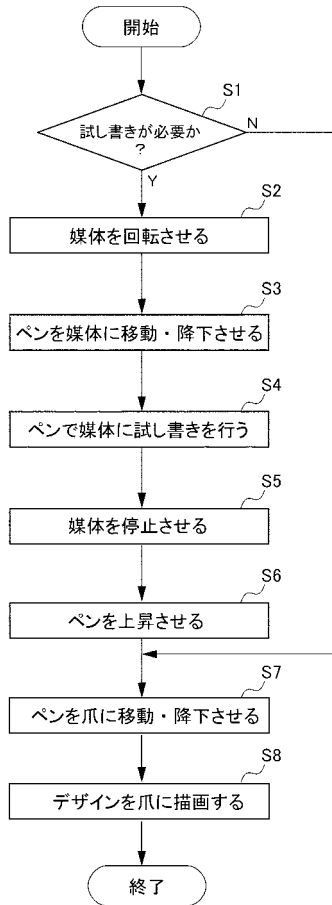 開始
S1
試し書きが必要か
?
N
Y
S2
媒体を回転させる
S3
ペンを媒体に移動・降下させる
S4
ペンで媒体に試し書きを行う
S5
媒体を停止させる
S6
ペンを上昇させる
S7
ペンを爪に移動・降下させる
S8
デザインを爪に描画する
終了